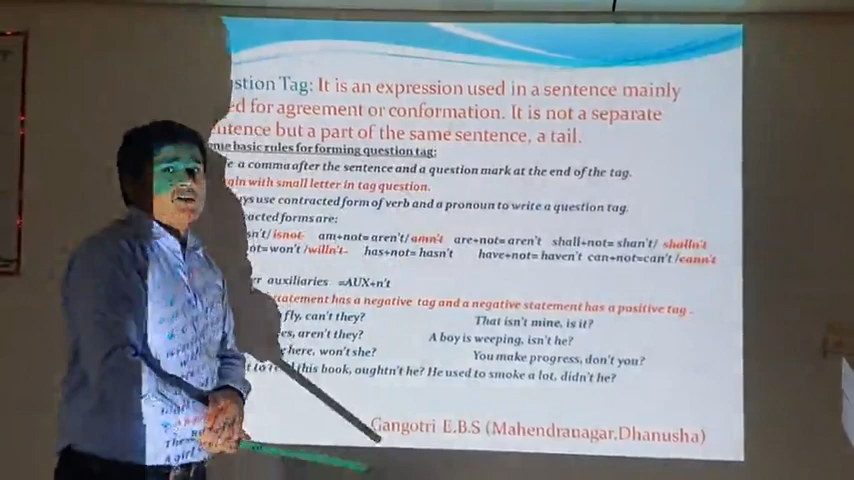 stion Tag: It is an expression used in a sentence mainly
ed for agreement or conformation. It is not a separate
entence but a part of the same sentence, a tail.
me basic rules for forming question tag:
e a comma after the sentence and a question mark at the end of the tag.
gin with small letter in tag question.
ys use contracted form of verb and a pronoun to write a question tag.
acted forms are:
sn't/isnot am+not= aren't/amn't are+not= aren't shall+not= shan't/ shalln't
t= won't /willn't has+not= hasn't have+not= haven't can+not=can't /cann't
er auxiliaries =AUX+n't
statement has a negative tag and a negative statement has a positive tag.
fly, can't they? That isn't mine, is it?
es, aren't they? A boy is weeping, isn't he?
here, won't she? You make progress, don't you?
this book, oughtn't he? He used to smoke a lot, didn't he?
Gangotri E.B.S (Mahendranagar,Dhanusha)